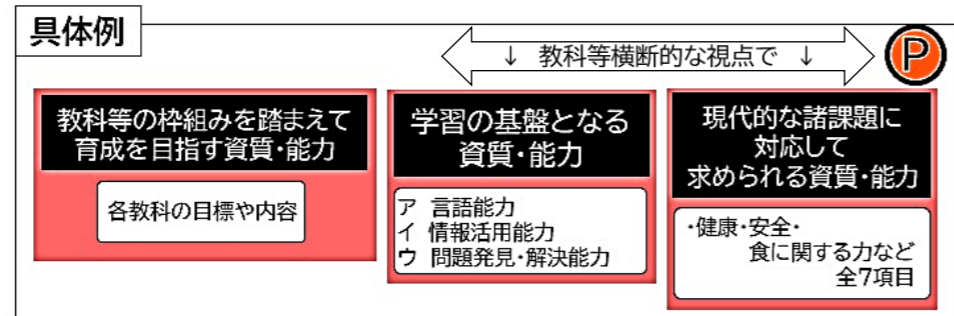 具体例
↓ 教科等横断的な視点で ↓
P
教科等の枠組みを踏まえて
育成を目指す資質・能力
各教科の目標や内容
学習の基盤となる
資質・能力
ア 言語能力
イ 情報活用能力
ウ 問題発見・解決能力
現代的な諸課題に
対応して
求められる資質・能力
・健康・安全・
食に関する力など
全7項目